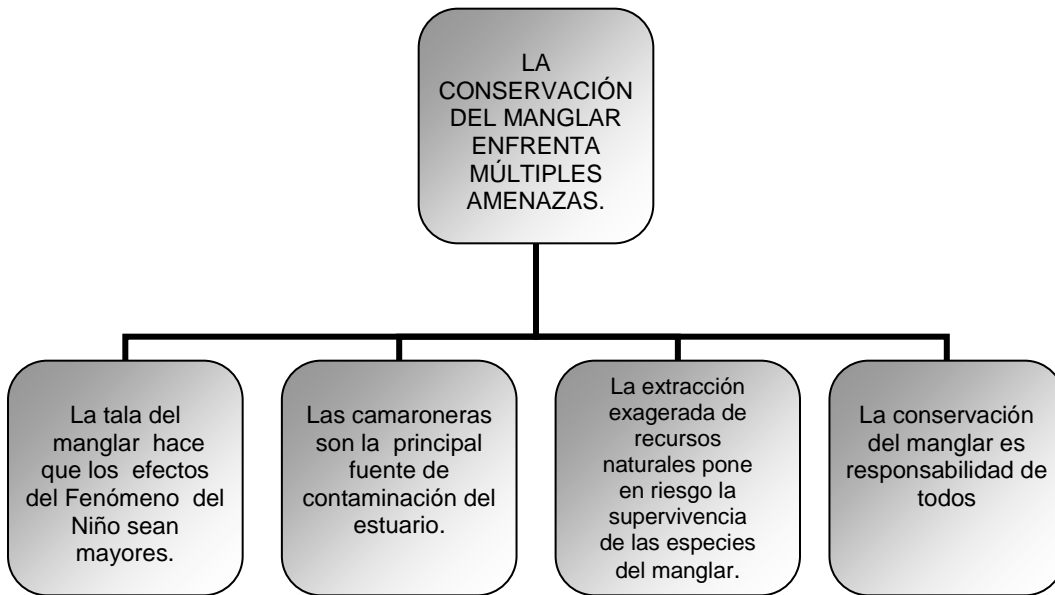 LA
CONSERVACIÓN
DEL MANGLAR
ENFRENTA
MÚLTIPLES
AMENAZAS.
La tala del
manglar hace
que los efectos
del Fenómeno del
Niño sean
mayores.
Las camaroneras
son la principal
fuente de
contaminación del
estuario.
La extracción
exagerada de
recursos
naturales pone
en riesgo la
supervivencia
de las especies
del manglar.
La conservación
del manglar es
responsabilidad de
todos